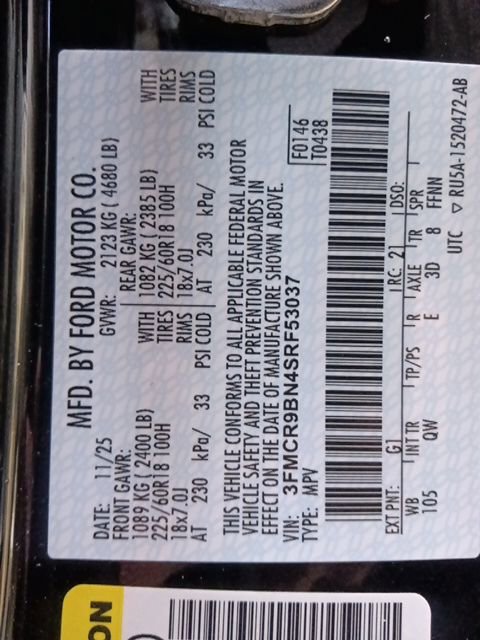 MFD. BY FORD MOTOR CO.
DATE: 11/25 GVWR: 2123 KG ( 4680 LB)
FRONT GAWR: REAR GAWR:
1089 KG ( 2400 LB) WITH 1082 KG ( 2385 LB) WITH
225/60R18 100H TIRES 225/60R18 100H TIRES
18x7.0J RIMS 18x7.0J RIMS
AT 230 kPa/ 33 PSI COLD AT 230 kPa/ 33 PSI COLD
THIS VEHICLE CONFORMS TO ALL APPLICABLE FEDERAL MOTOR
VEHICLE SAFETY AND THEFT PREVENTION STANDARDS IN
EFFECT ON THE DATE OF MANUFACTURE SHOWN ABOVE.
VIN: 3FMCR9BN4SRF53037
TYPE: MPV
F0146
T0438
EXT PNT: G1 RC: 21 DSO:
WB INT TR TP/PS R AXLE TR SPR
105 QW E 3D 8 FFNN
UTC ▽ RU5A-1520472-AB
ON